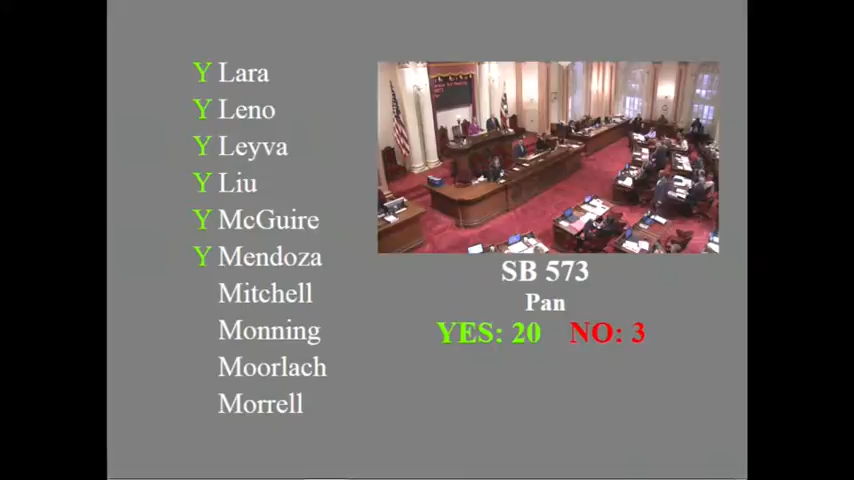 Y Lara
Y Leno
Y Leyva
Y Liu
Y McGuire
Y Mendoza
Mitchell
Monning
Moorlach
Morrell
SB 573
Pan
YES: 20 NO: 3